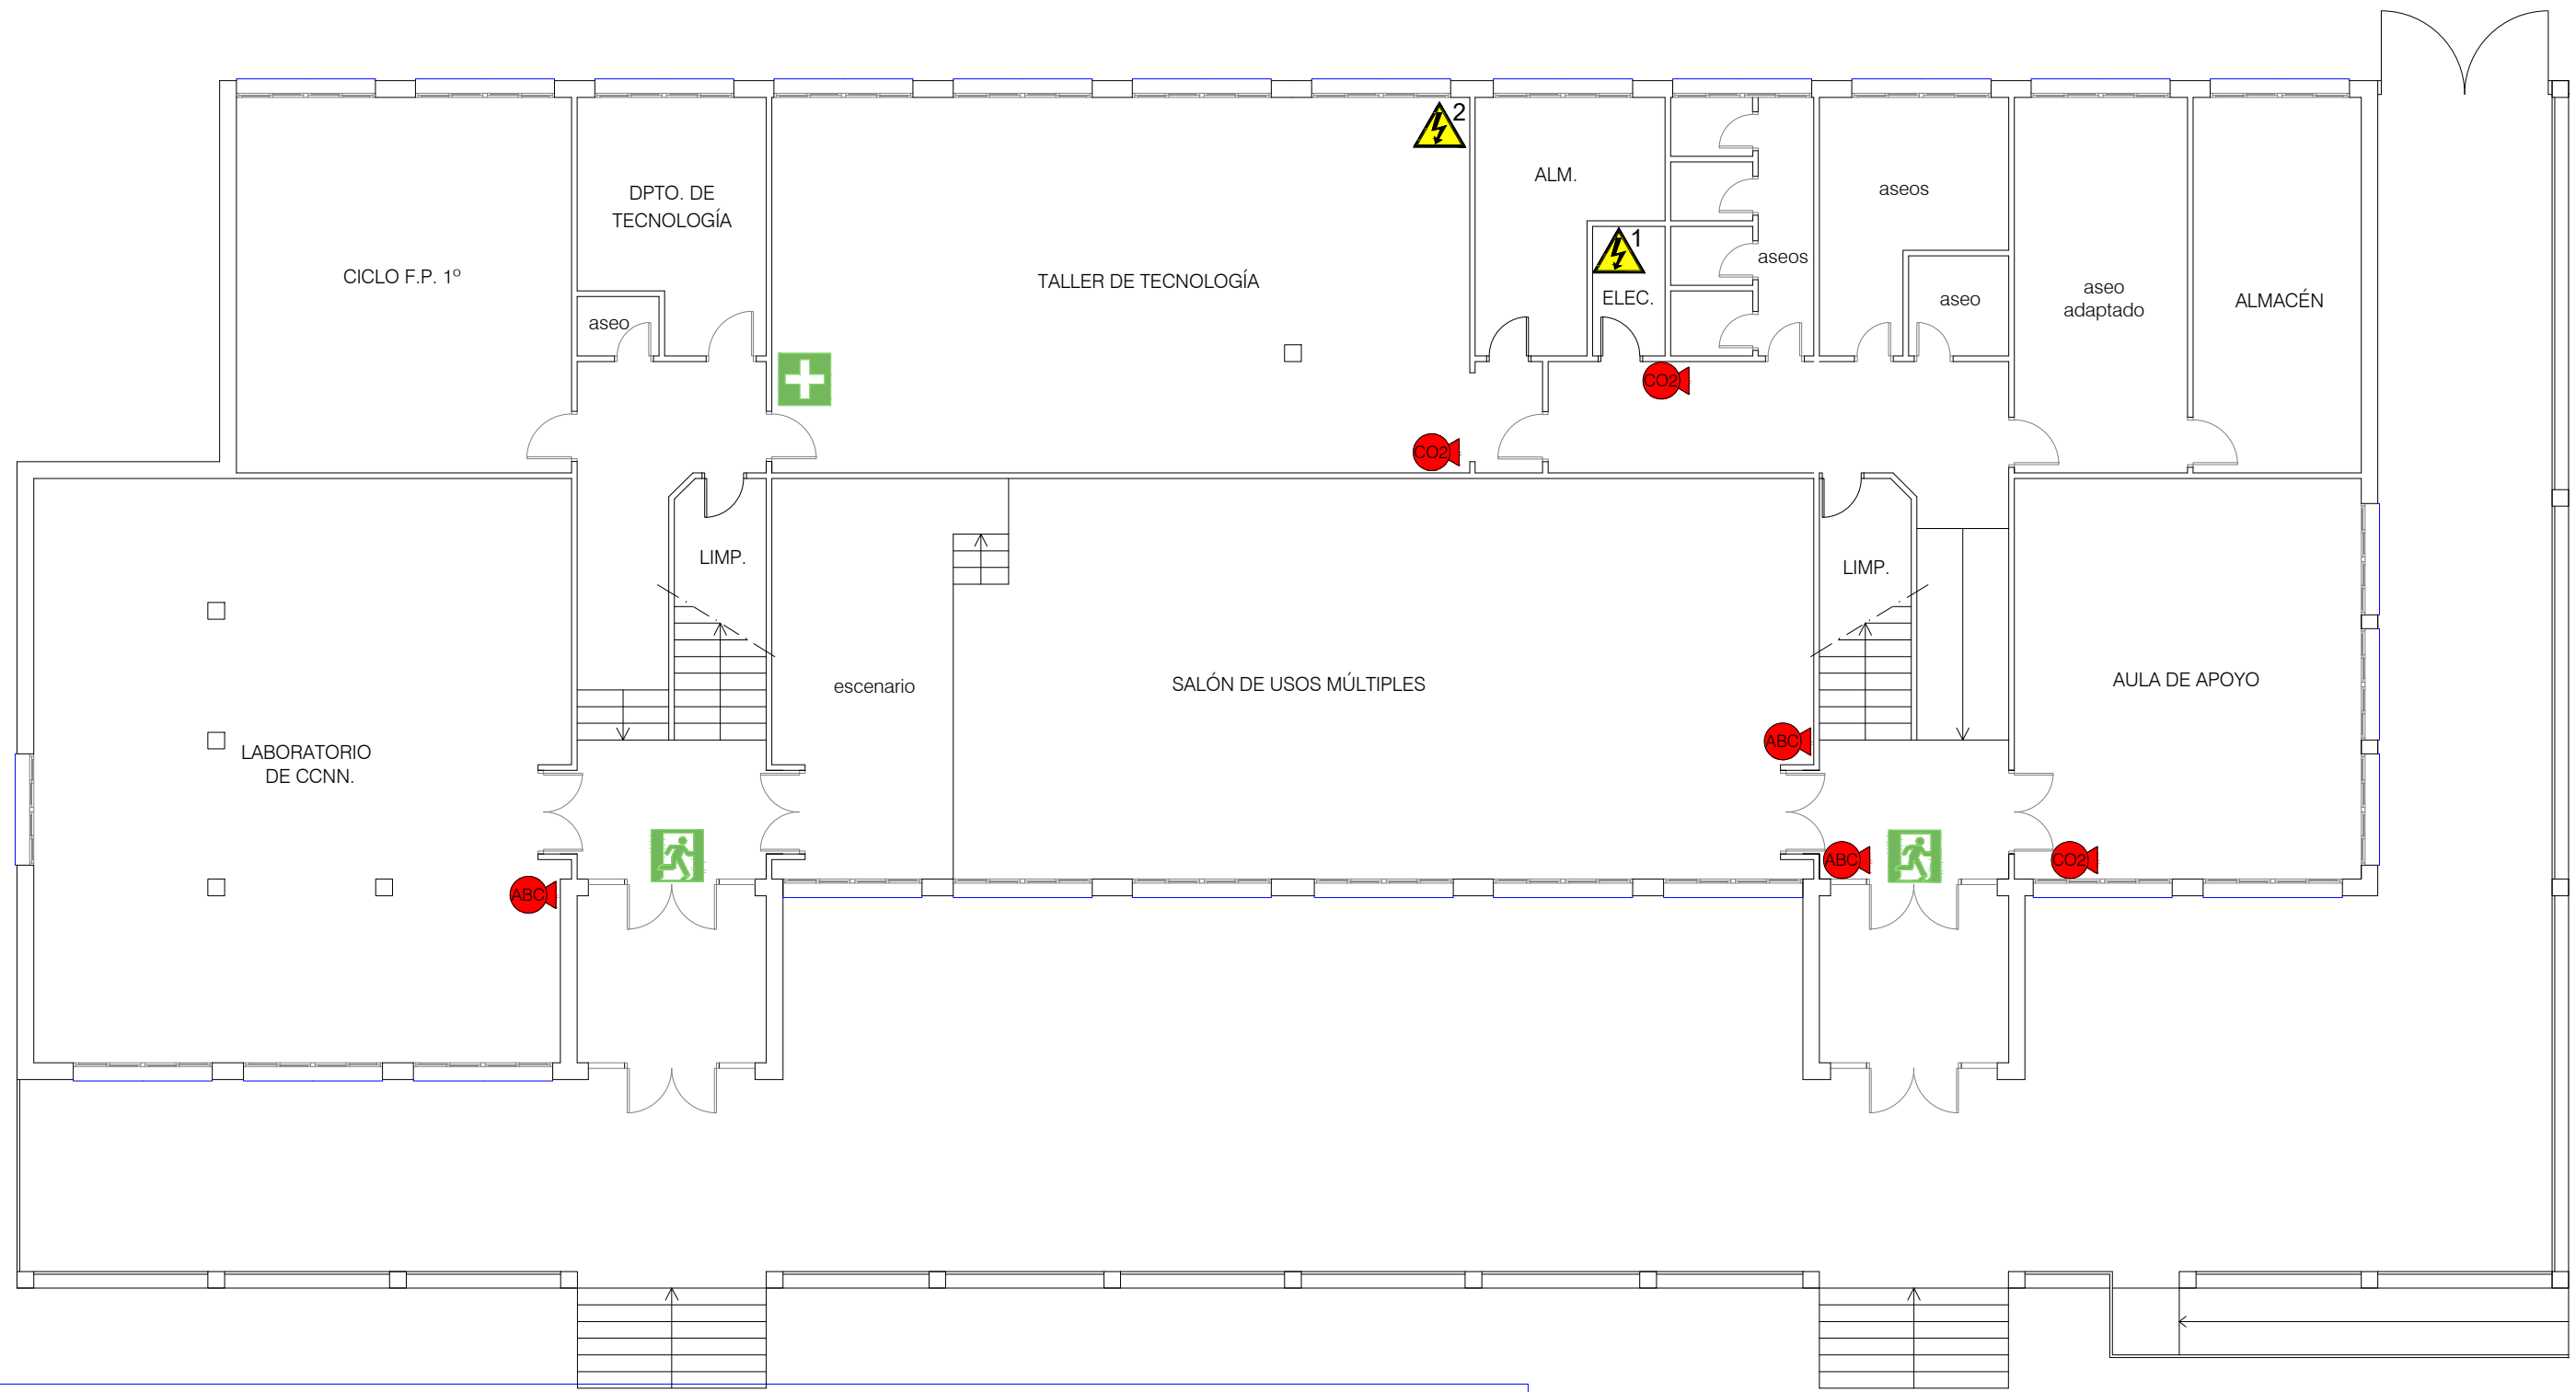 2
ALM.
DPTO. DE
TECNOLOGÍA
aseos
1
CICLO F.P. 1º
TALLER DE TECNOLOGÍA
ELEC.
aseos
aseo
aseo
adaptado
ALMACÉN
aseo
CO2
CO2
LIMP.
LIMP.
escenario
SALÓN DE USOS MÚLTIPLES
AULA DE APOYO
LABORATORIO
DE CCNN.
ABC
ABC
CO2
ABC